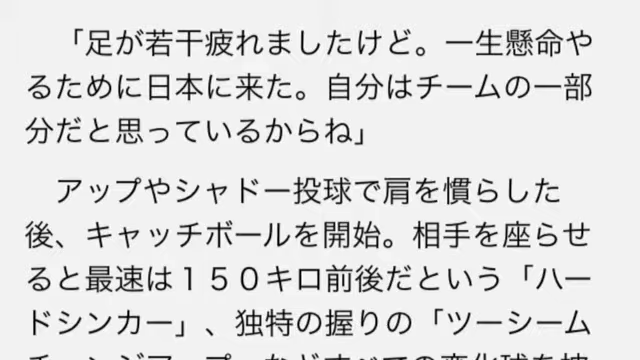 「足が若干疲れましたけど。一生懸命や
るために日本に来た。自分はチームの一部
分だと思っているからね」
アップやシャドー投球で肩を慣らした
後、キャッチボールを開始。相手を座らせ
ると最速は１５０キロ前後だという「ハー
ドシンカー」、独特の握りの「ツーシーム